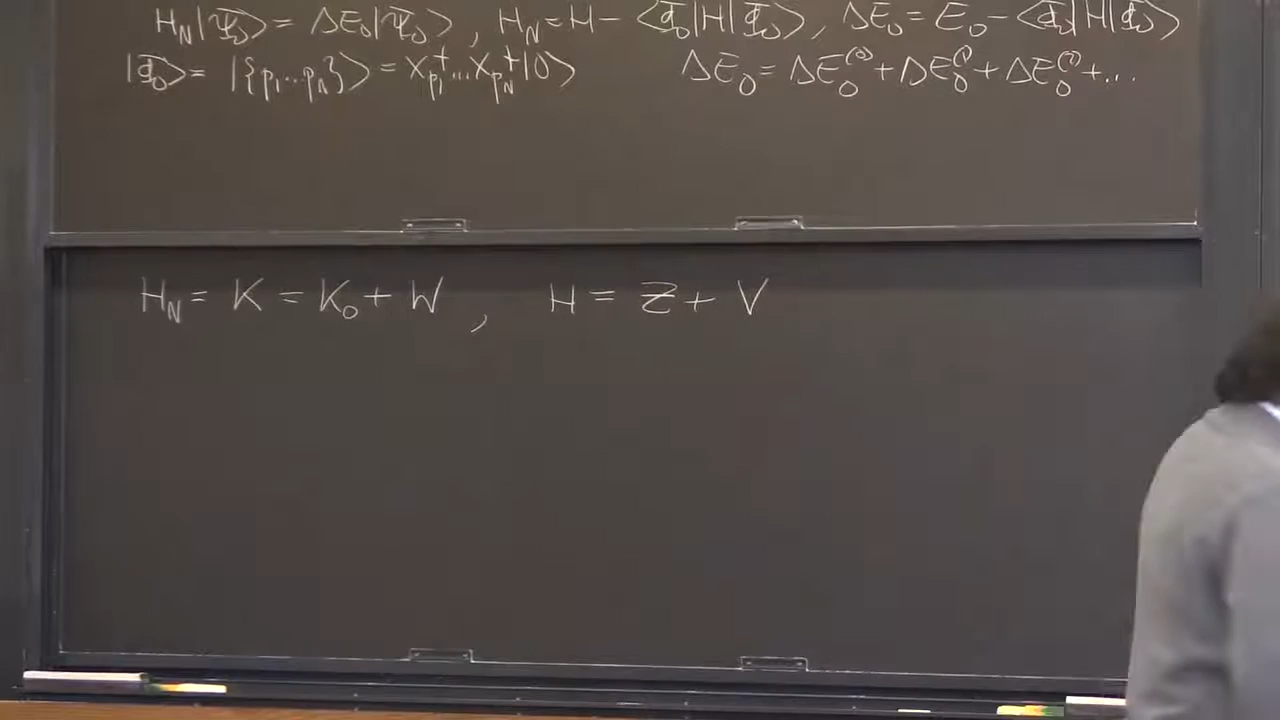 H_N|Ψ_0⟩ = ΔE_0|Ψ_0⟩ , H_N = H − ⟨Φ_0|H|Φ_0⟩ , ΔE_0 = E_0 − ⟨Φ_0|H|Φ_0⟩
|Φ_0⟩ = |{p_1...p_N}⟩ = X_{p_1}^+ ... X_{p_N}^+|0⟩ ΔE_0 = ΔE_0^{(0)} + ΔE_0^{(1)} + ΔE_0^{(2)} + ...
H_N = K = K_0 + W , H = Z + V